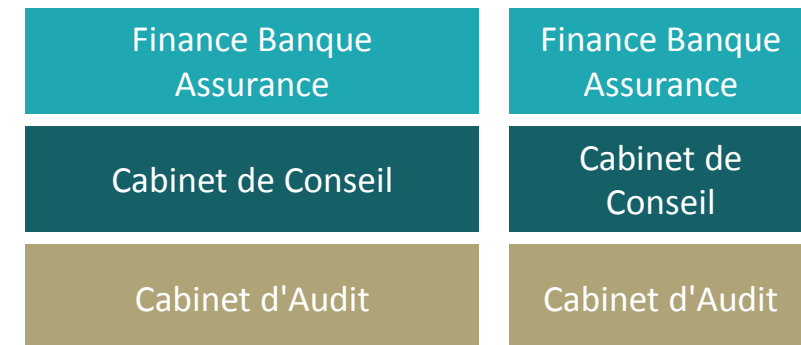 Finance Banque
Assurance
Finance Banque
Assurance
Cabinet de Conseil
Cabinet de
Conseil
Cabinet d'Audit
Cabinet d'Audit